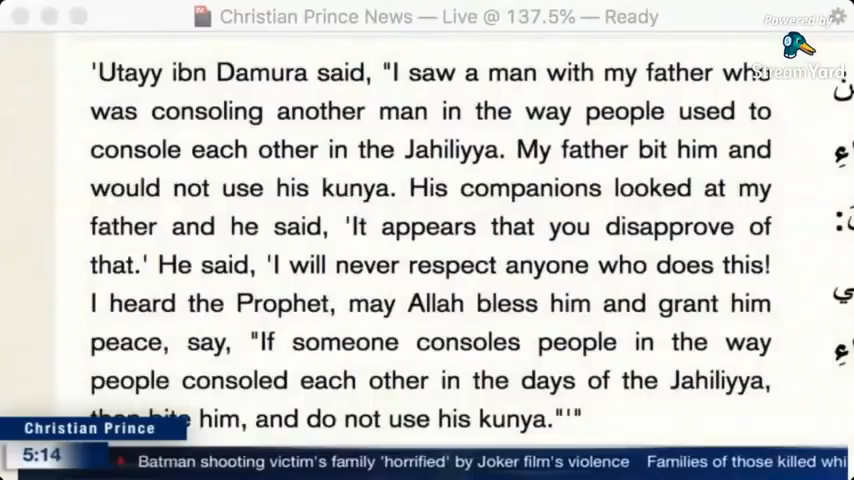 Christian Prince News — Live @ 137.5% — Ready
Powered by
StreamYard
'Utayy ibn Damura said, "I saw a man with my father who
was consoling another man in the way people used to
console each other in the Jahiliyya. My father bit him and
would not use his kunya. His companions looked at my
father and he said, 'It appears that you disapprove of
that.' He said, 'I will never respect anyone who does this!
I heard the Prophet, may Allah bless him and grant him
peace, say, "If someone consoles people in the way
people consoled each other in the days of the Jahiliyya,
then bite him, and do not use his kunya."'"
Christian Prince
5:14
Batman shooting victim's family 'horrified' by Joker film's violence Families of those killed whi